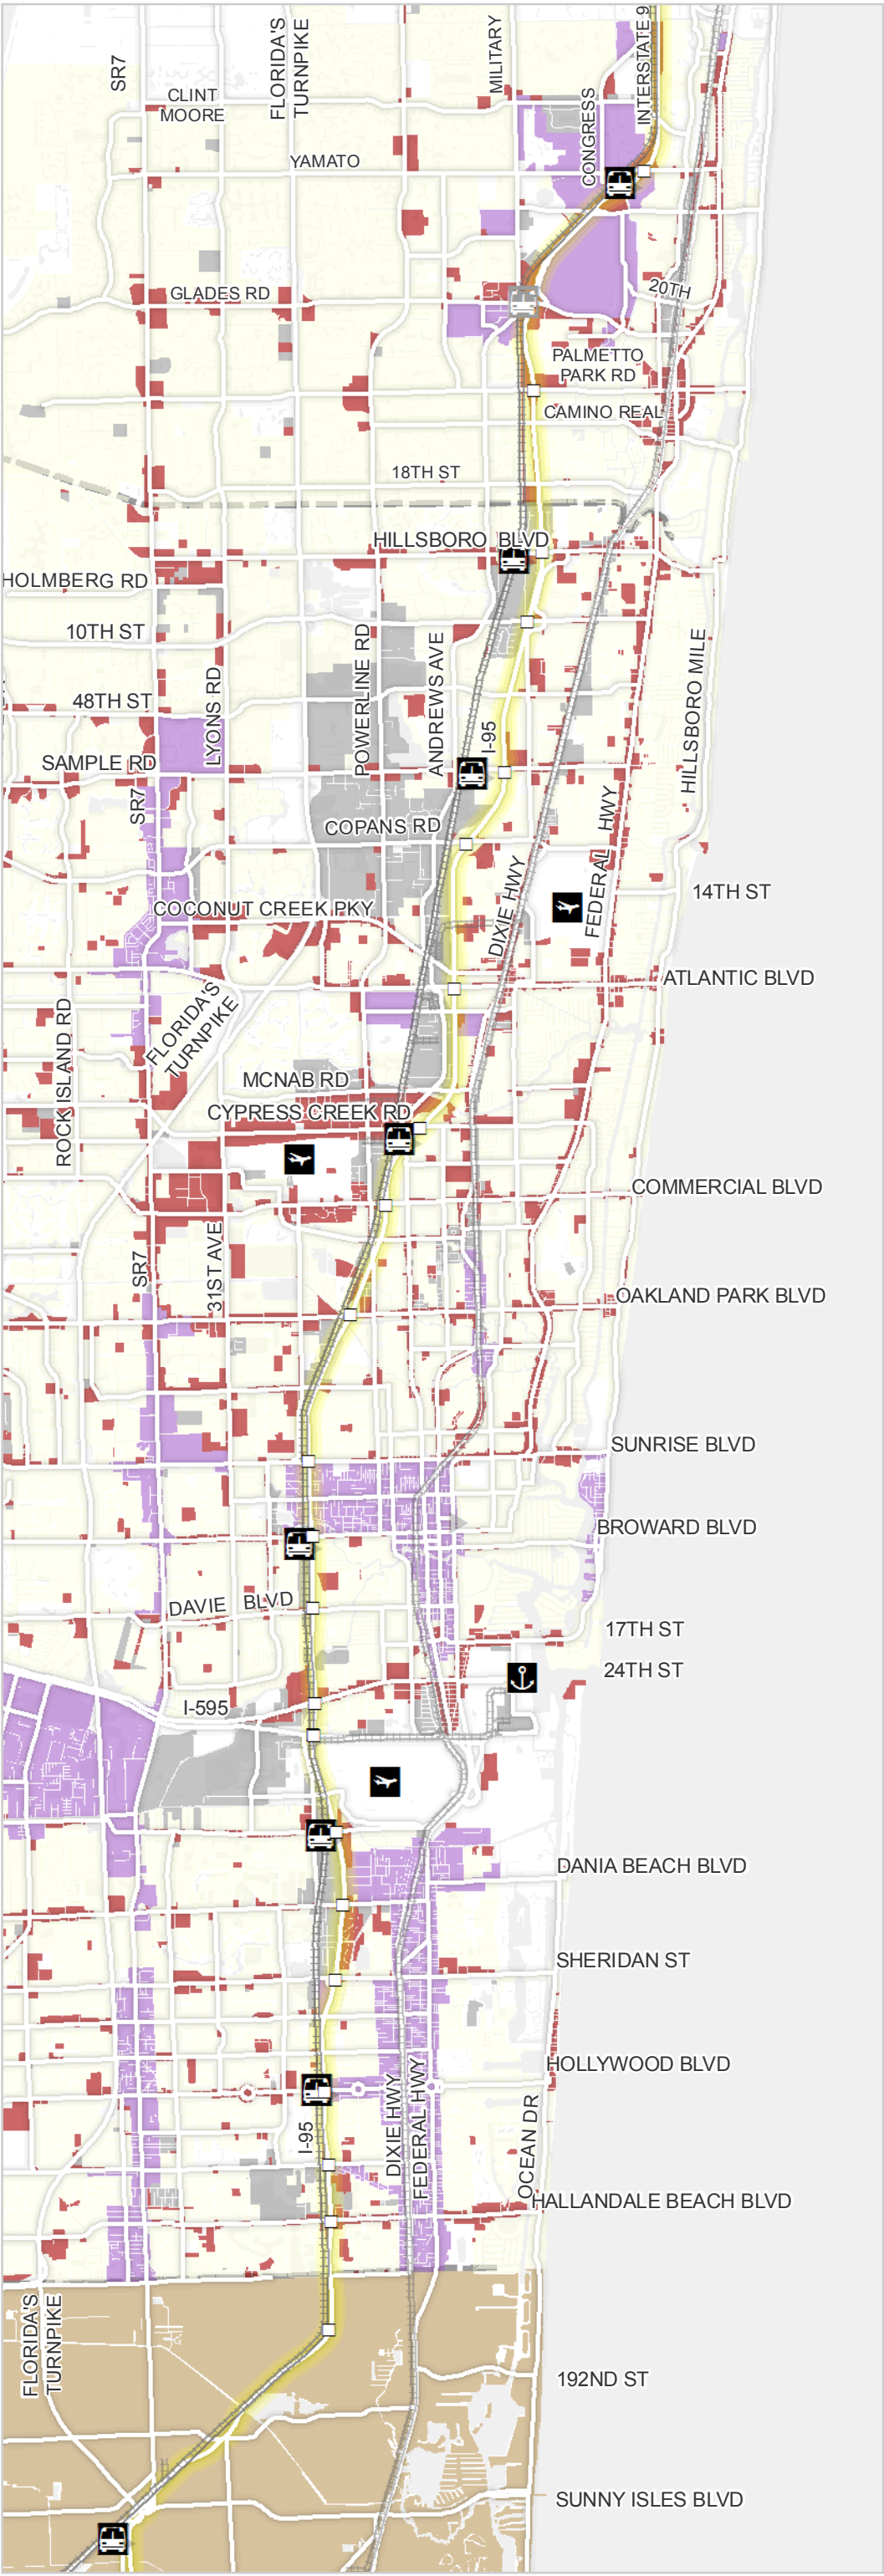 SR7
FLORIDA'S
TURNPIKE
MILITARY
INTERSTATE 9
CLINT
MOORE
CONGRESS
YAMATO
GLADES RD
20TH
PALMETTO
PARK RD
CAMINO REAL
18TH ST
HILLSBORO BLVD
HOLMBERG RD
10TH ST
POWERLINE RD
ANDREWS AVE
HILLSBORO MILE
48TH ST
LYONS RD
I-95
SAMPLE RD
SR7
COPANS RD
FEDERAL HWY
DIXIE HWY
14TH ST
COCONUT CREEK PKY
ATLANTIC BLVD
FLORIDA'S
TURNPIKE
ROCK ISLAND RD
MCNAB RD
CYPRESS CREEK RD
COMMERCIAL BLVD
SR7
31ST AVE
OAKLAND PARK BLVD
SUNRISE BLVD
BROWARD BLVD
DAVIE BLVD
17TH ST
24TH ST
I-595
DANIA BEACH BLVD
SHERIDAN ST
HOLLYWOOD BLVD
I-95
DIXIE HWY
FEDERAL HWY
OCEAN DR
HALLANDALE BEACH BLVD
FLORIDA'S
TURNPIKE
192ND ST
SUNNY ISLES BLVD